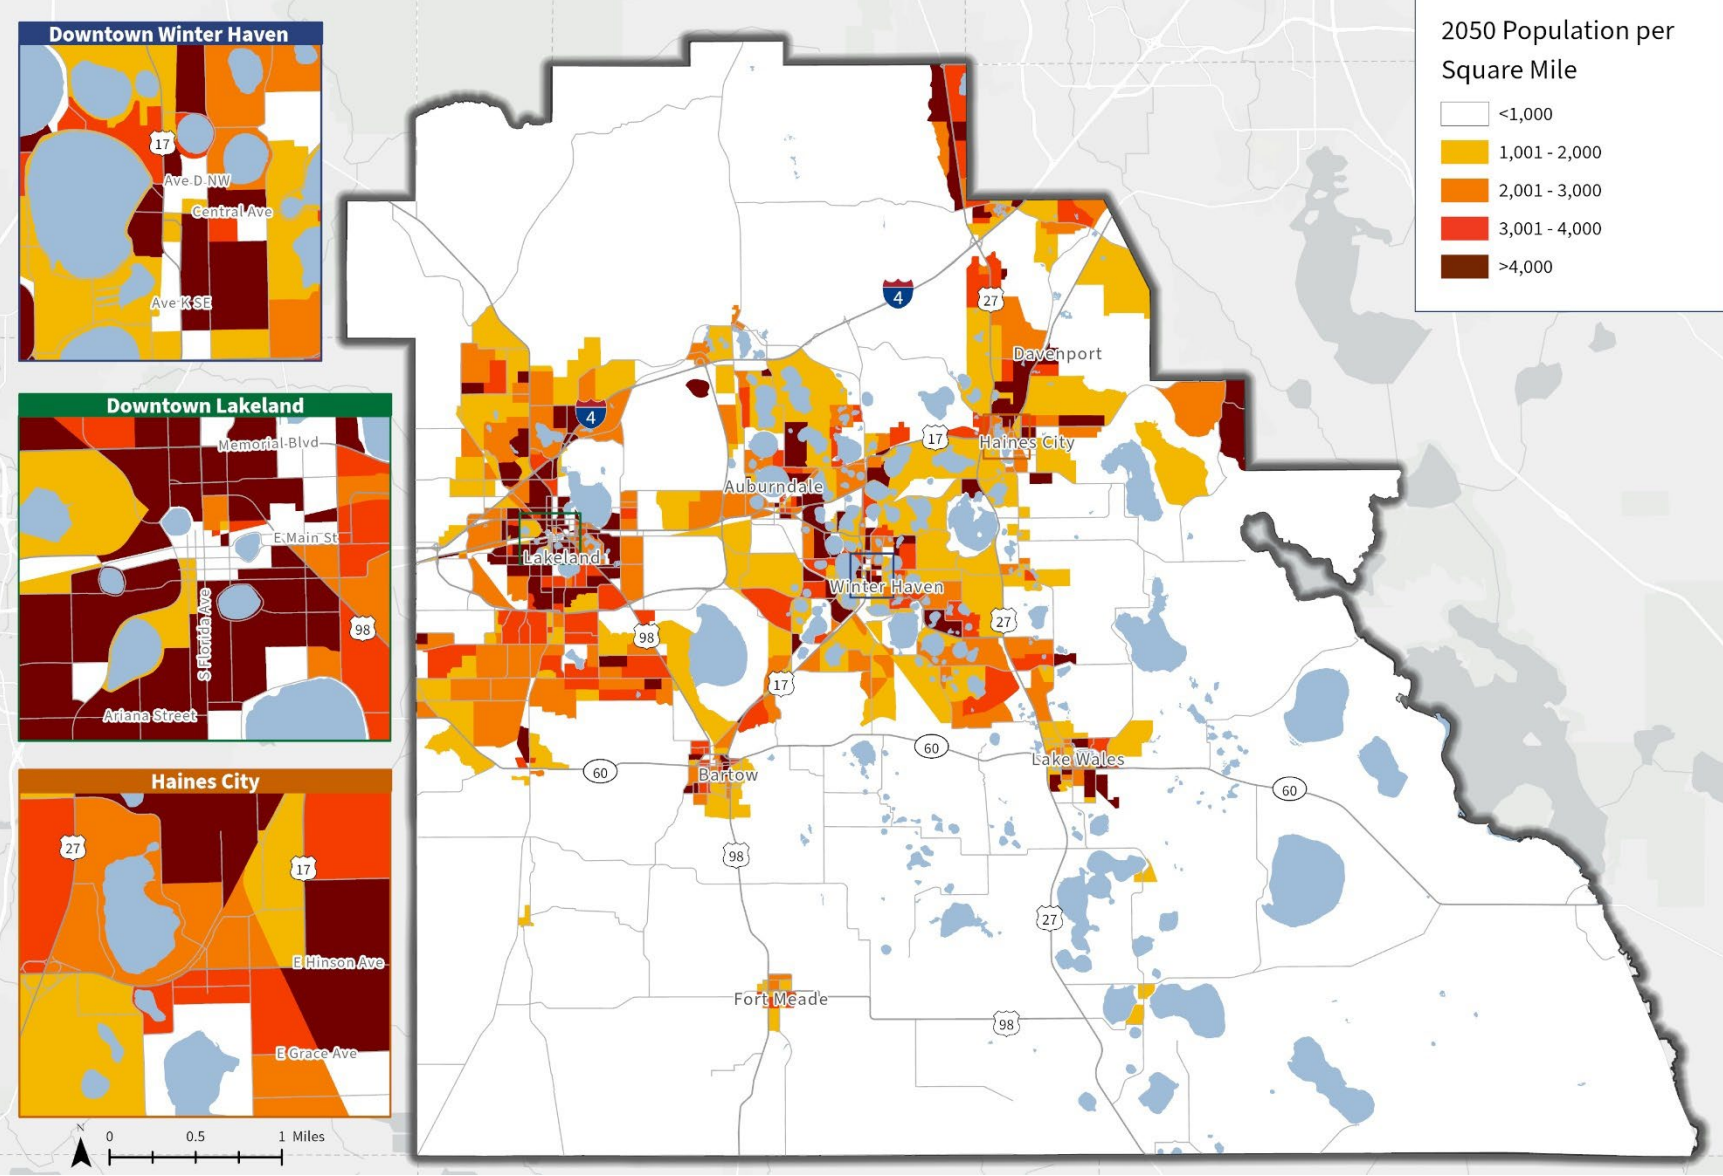 Downtown Winter Haven
17
Ave D NW
Central Ave
Ave K SE
Downtown Lakeland
Memorial Blvd
E Main St
S Florida Ave
98
Ariana Street
Haines City
27
17
E Hinson Ave
E Grace Ave
N
0 0.5 1 Miles
2050 Population per
Square Mile
<1,000
1,001 - 2,000
2,001 - 3,000
3,001 - 4,000
>4,000
4
27
Davenport
4
17
Haines City
Auburndale
Lakeland
Winter Haven
98
27
17
60
60
Lake Wales
Bartow
60
98
27
Fort Meade
98